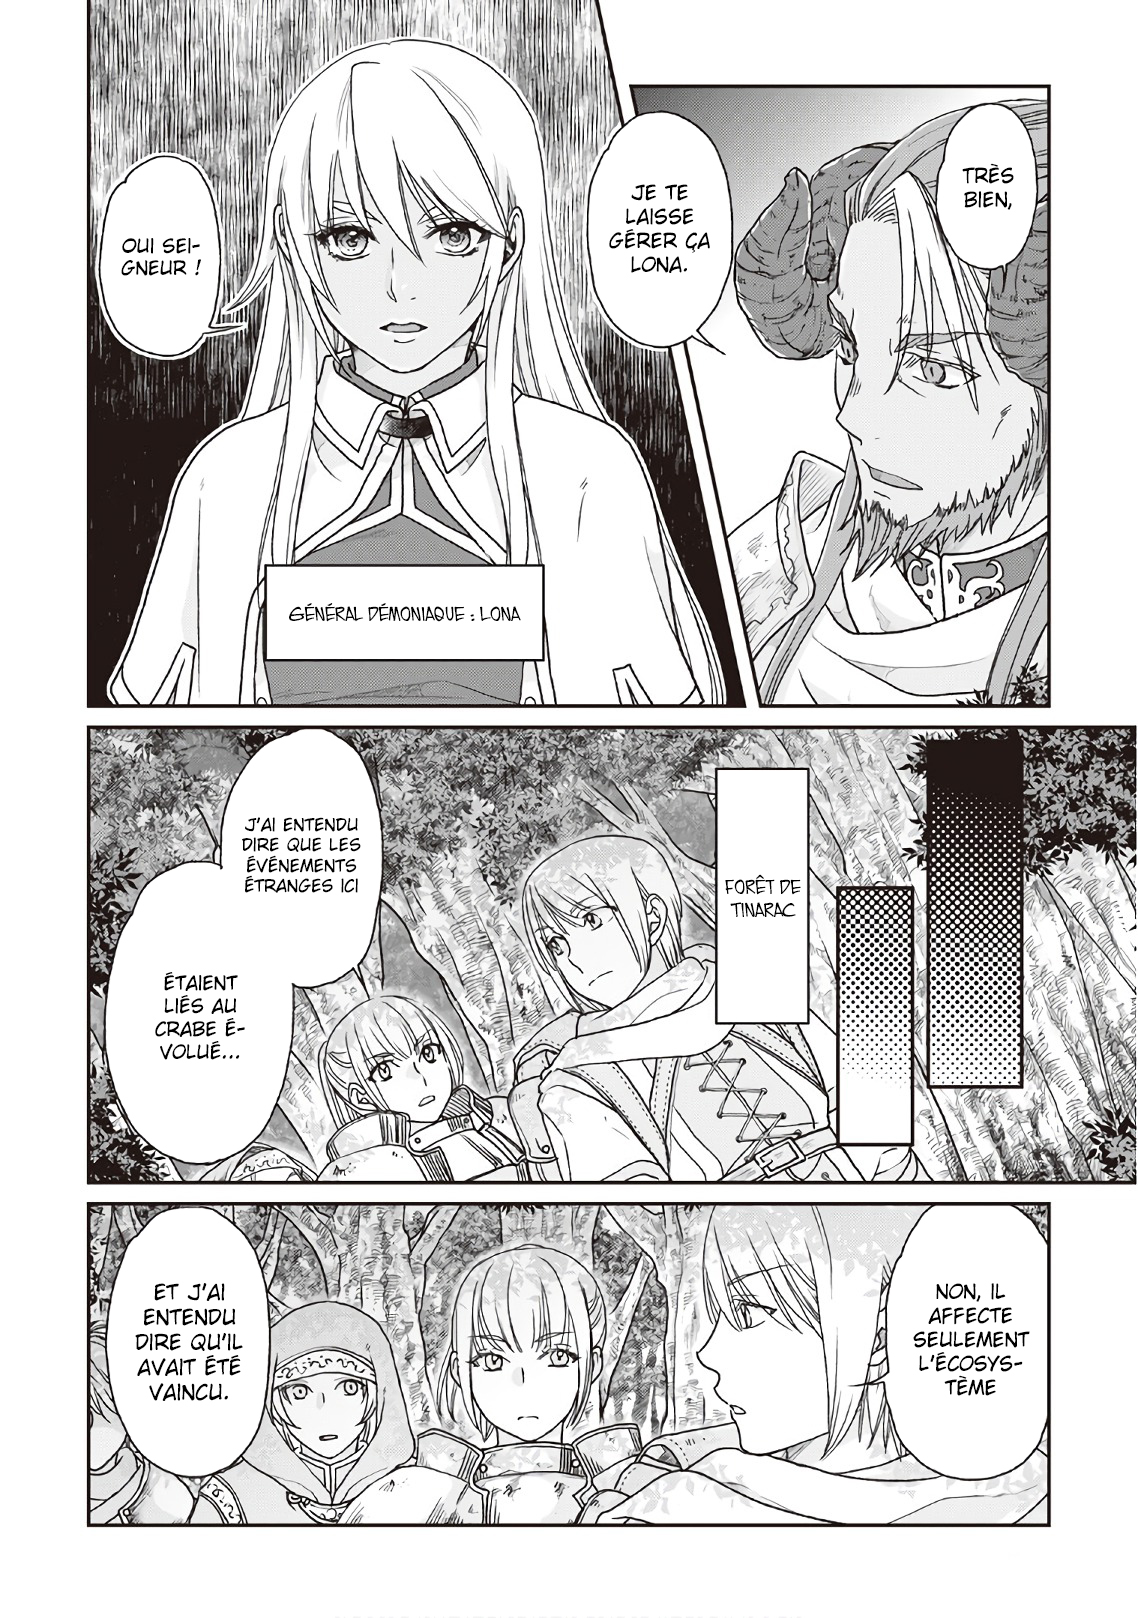 TRÈS
BIEN,
JE TE
LAISSE
GÉRER ÇA
LONA.
OUI SEI-
GNEUR !
GÉNÉRAL DÉMONIAQUE : LONA
FORÊT DE
TINARAC
J'AI ENTENDU
DIRE QUE LES
ÉVÉNEMENTS
ÉTRANGES ICI
ÉTAIENT
LIÉS AU
CRABE É-
VOLUÉ...
NON, IL
AFFECTE
SEULEMENT
L'ÉCOSYS-
TÈME
ET J'AI
ENTENDU
DIRE QU'IL
AVAIT ÉTÉ
VAINCU.